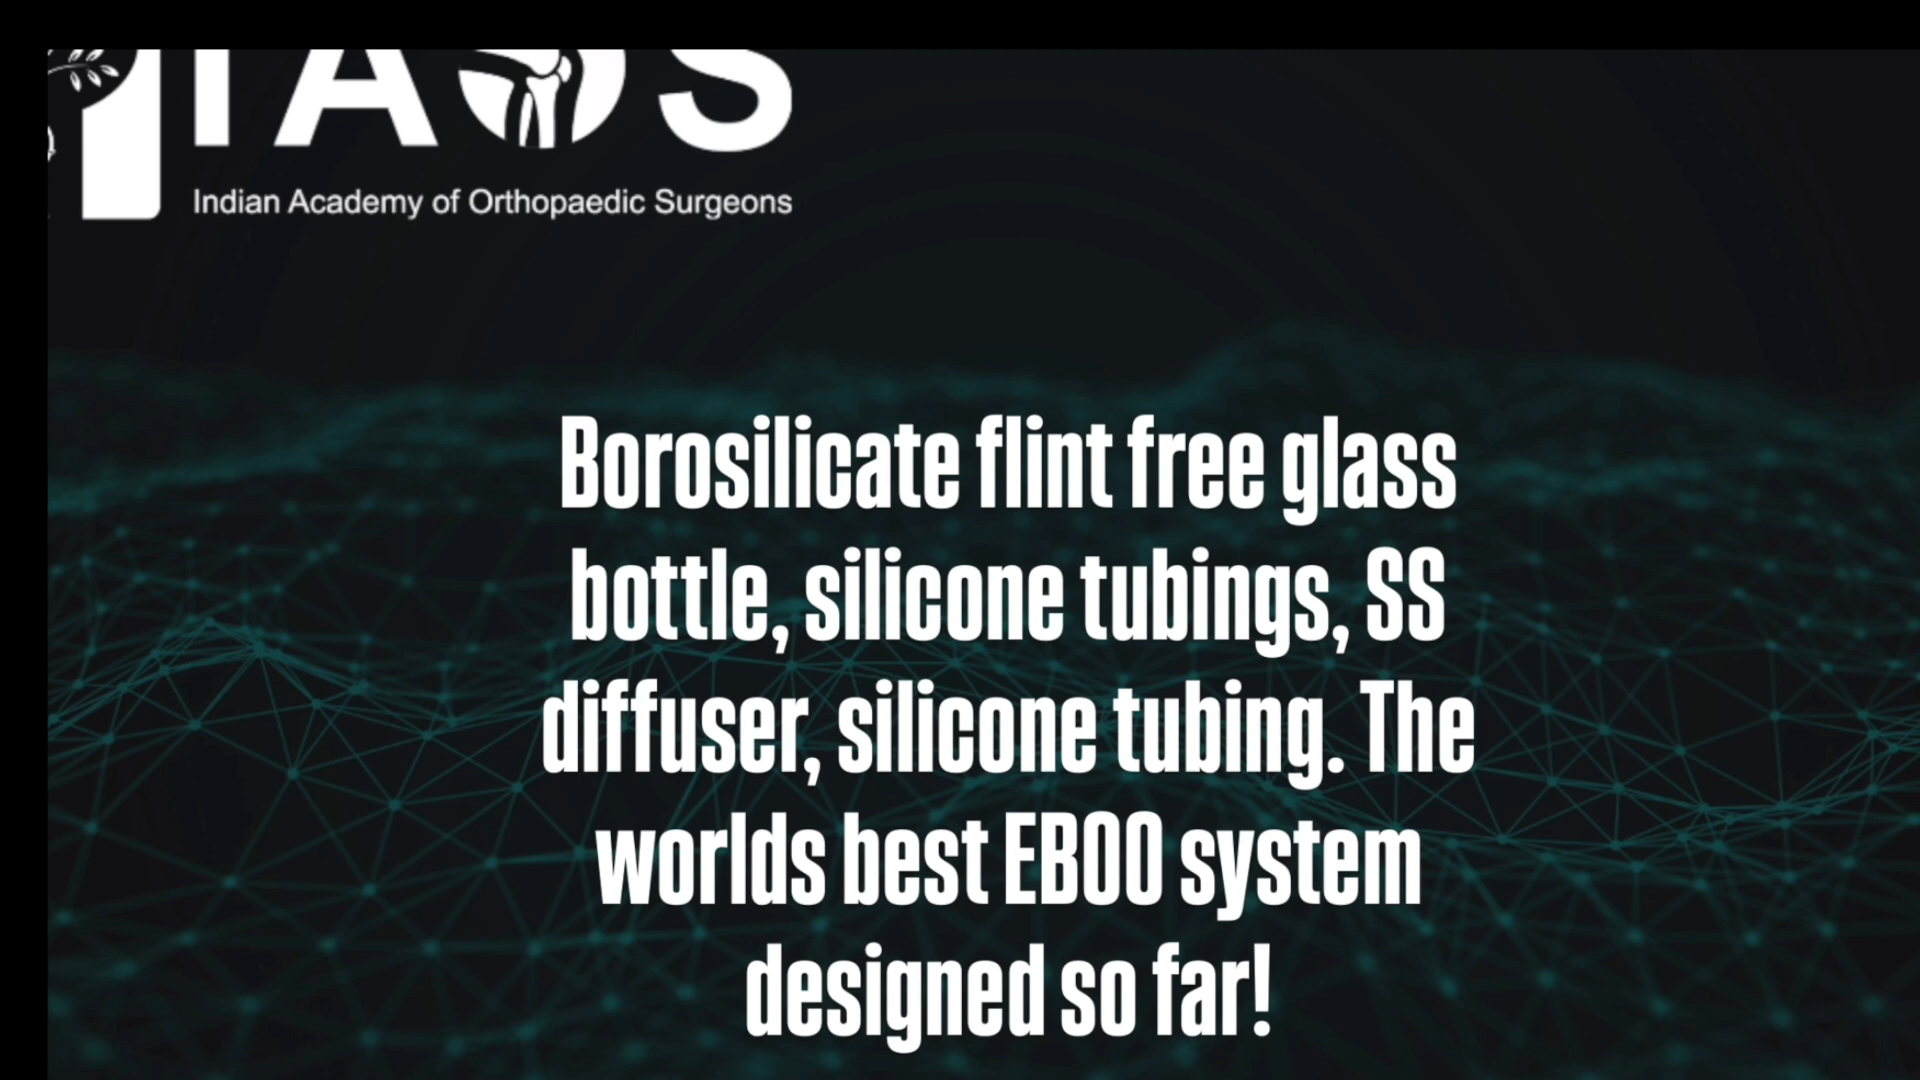 IAOS
Indian Academy of Orthopaedic Surgeons
Borosilicate flint free glass
bottle, silicone tubings, SS
diffuser, silicone tubing. The
worlds best EBOO system
designed so far!